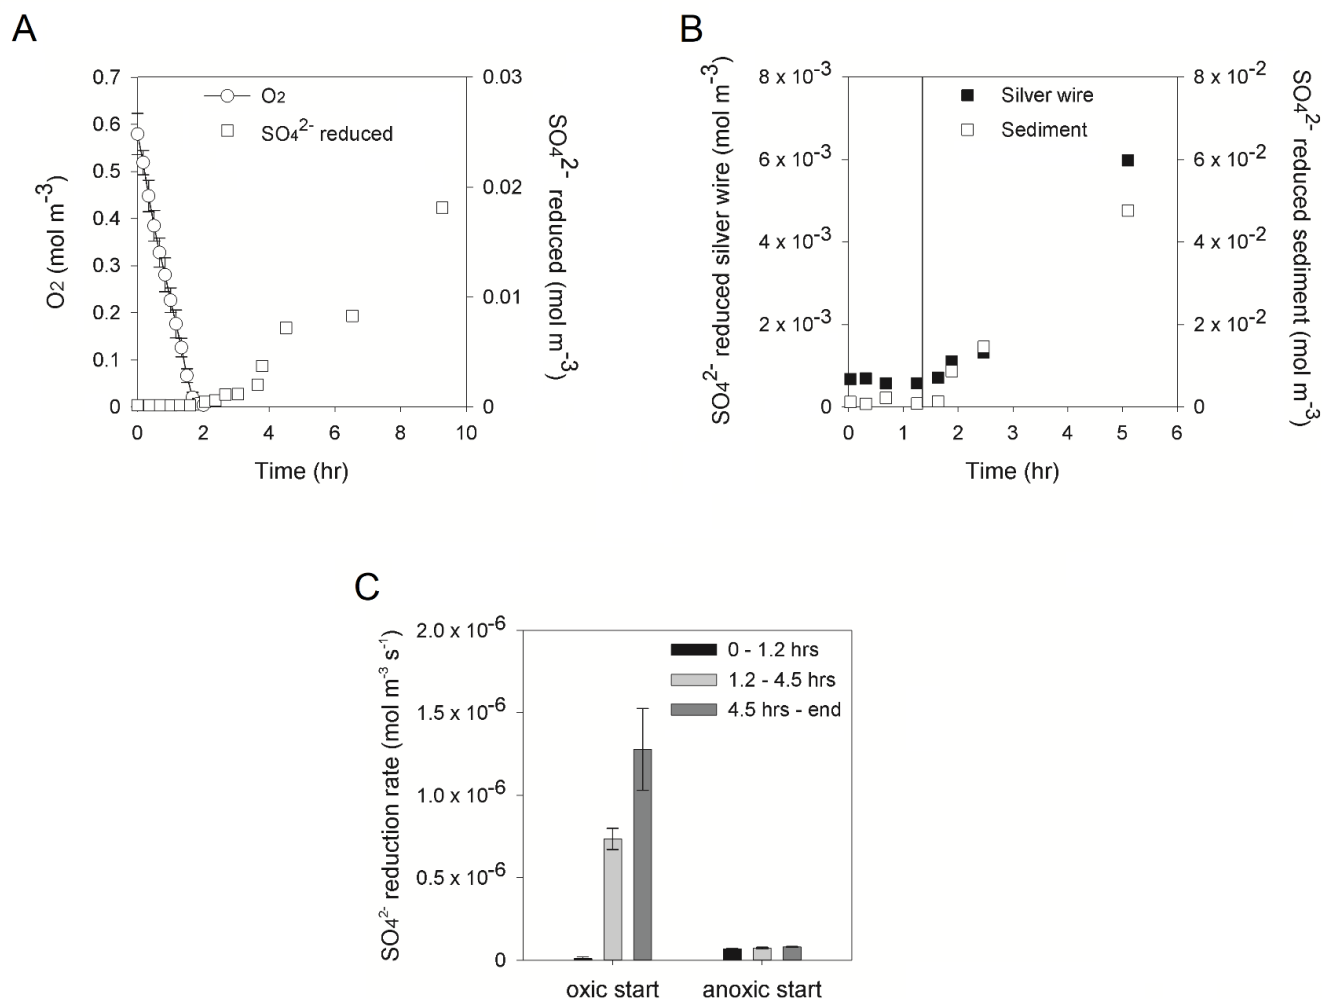 A
O2 (mol m-3)
0.7
0.6
0.5
0.4
0.3
0.2
0.1
0
O2
SO42- reduced
0.03
0.02
0.01
0
SO42- reduced (mol m-3)
0 2 4 6 8 10
Time (hr)
B
SO42- reduced silver wire (mol m-3)
8 x 10-3
6 x 10-3
4 x 10-3
2 x 10-3
0
Silver wire
Sediment
8 x 10-2
6 x 10-2
4 x 10-2
2 x 10-2
0
SO42- reduced sediment (mol m-3)
0 1 2 3 4 5 6
Time (hr)
C
SO42- reduction rate (mol m-3 s-1)
2.0 x 10-6
1.5 x 10-6
1.0 x 10-6
0.5 x 10-6
0
0 - 1.2 hrs
1.2 - 4.5 hrs
4.5 hrs - end
oxic start anoxic start